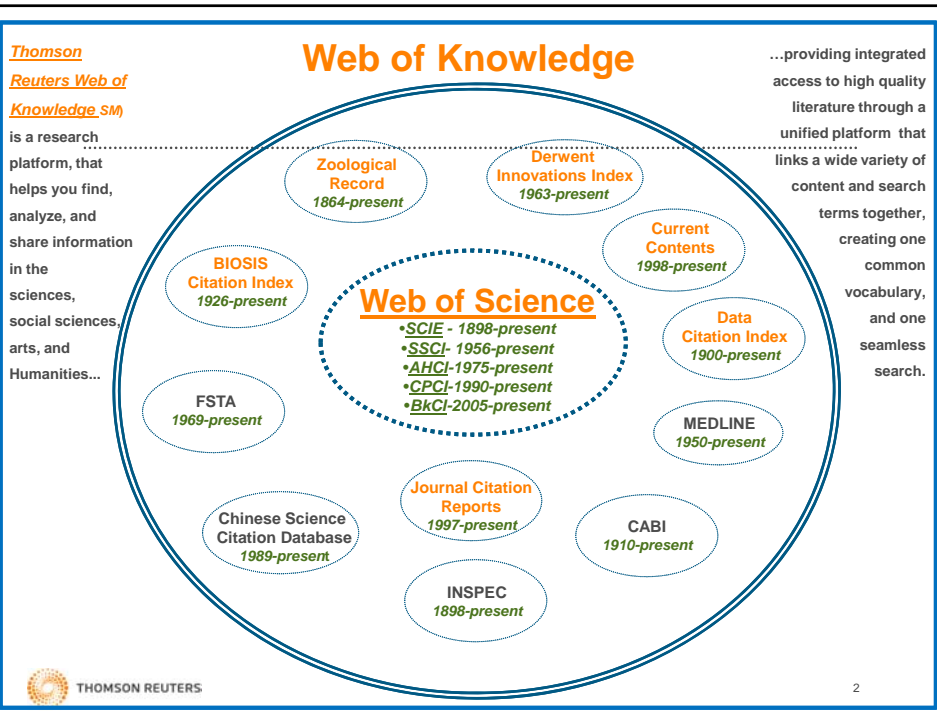 Web of Knowledge
Thomson
Reuters Web of
Knowledge SM)
is a research
platform, that
helps you find,
analyze, and
share information
in the
sciences,
social sciences,
arts, and
Humanities...
…providing integrated
access to high quality
literature through a
unified platform that
links a wide variety of
content and search
terms together,
creating one
common
vocabulary,
and one
seamless
search.
Zoological
Record
1864-present
Derwent
Innovations Index
1963-present
Current
Contents
1998-present
BIOSIS
Citation Index
1926-present
Web of Science
•SCIE - 1898-present
•SSCI- 1956-present
•AHCI-1975-present
•CPCI-1990-present
•BkCI-2005-present
Data
Citation Index
1900-present
FSTA
1969-present
MEDLINE
1950-present
Journal Citation
Reports
1997-present
Chinese Science
Citation Database
1989-present
CABI
1910-present
INSPEC
1898-present
THOMSON REUTERS
2